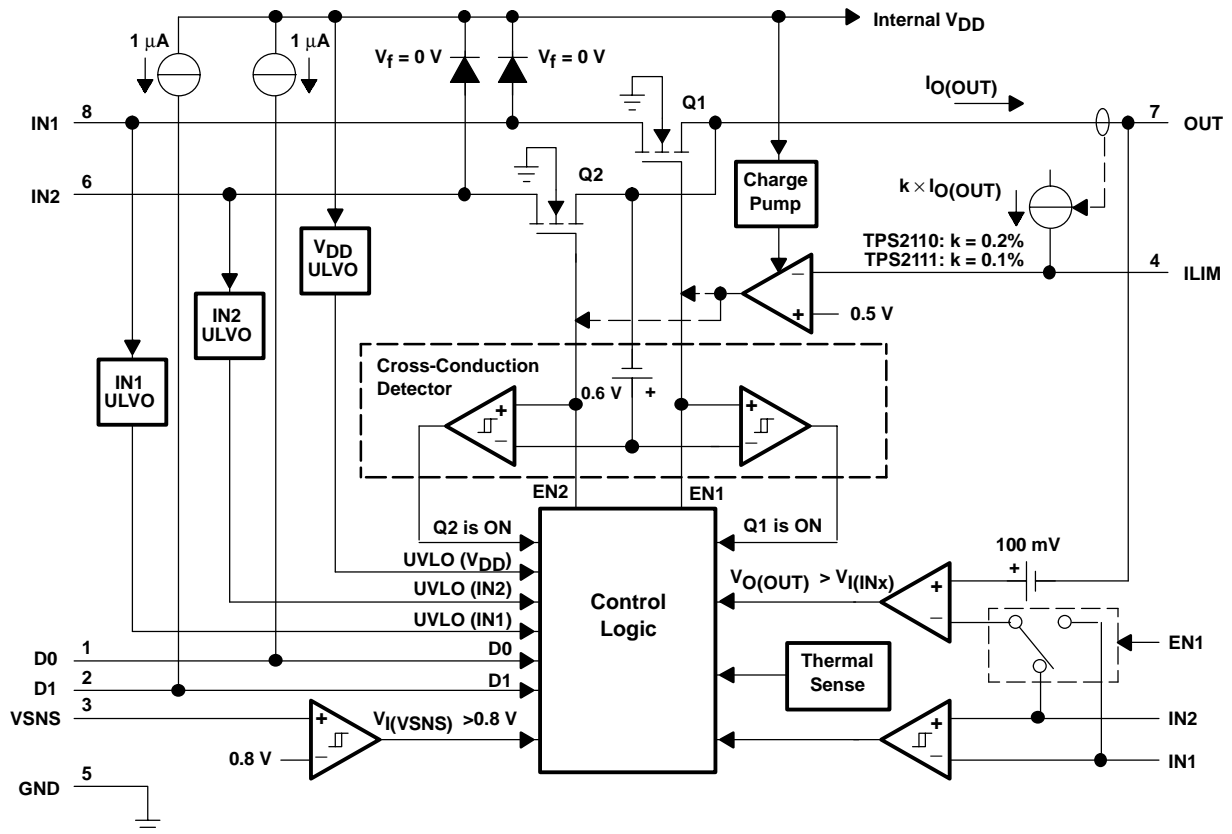 Internal VDD
1 µA
1 µA
Vf = 0 V
Vf = 0 V
IO(OUT)
Q1
8
IN1
7
OUT
Q2
6
IN2
Charge
Pump
k × IO(OUT)
VDD
ULVO
TPS2110: k = 0.2%
TPS2111: k = 0.1%
4
ILIM
−
+
0.5 V
IN2
ULVO
IN1
ULVO
Cross-Conduction
Detector
0.6 V
+
+
−
+
−
EN2
EN1
Q2 is ON
Q1 is ON
UVLO (VDD)
UVLO (IN2)
UVLO (IN1)
100 mV
+
VO(OUT) > VI(INx)
+
−
Control
Logic
EN1
1
D0
D0
2
D1
D1
Thermal
Sense
3
VSNS
+
−
VI(VSNS) >0.8 V
0.8 V
+
−
IN2
IN1
5
GND